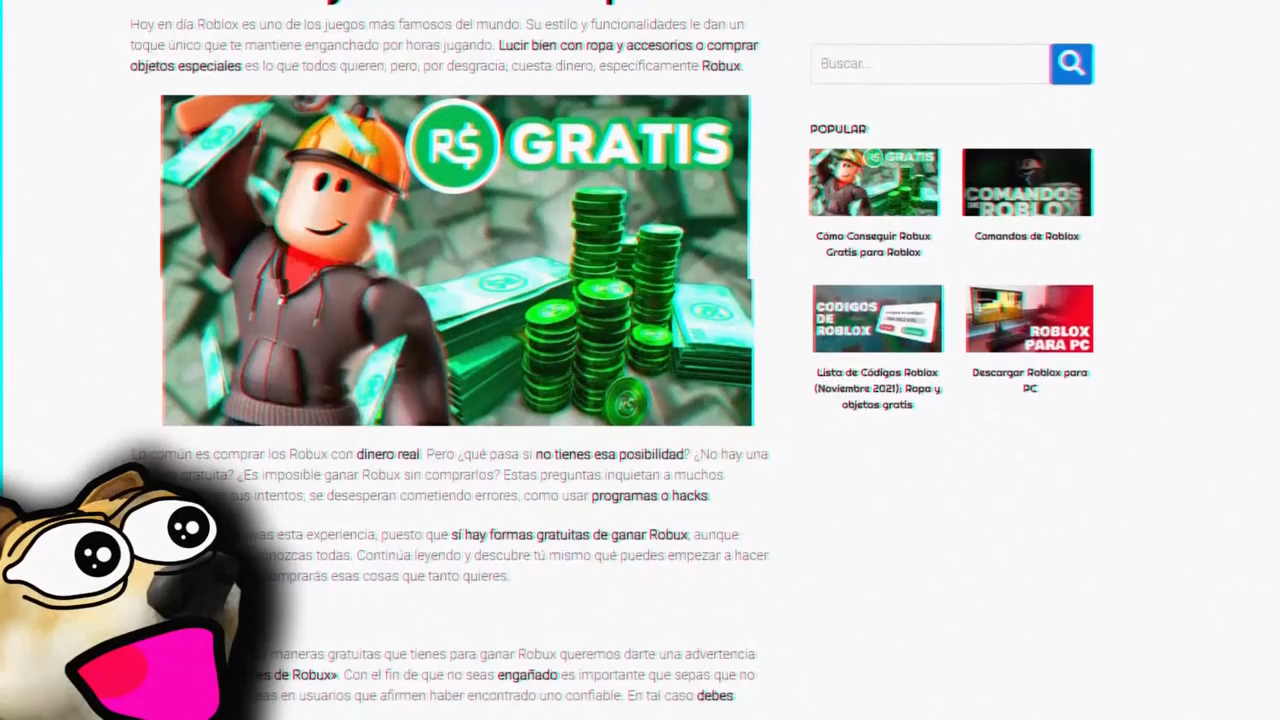 Hoy en día Roblox es uno de los juegos más famosos del mundo. Su estilo y funcionalidades le dan un
toque único que te mantiene enganchado por horas jugando. Lucir bien con ropa y accesorios o comprar
objetos especiales es lo que todos quieren, pero, por desgracia, cuesta dinero, específicamente Robux.
R$ GRATIS
Lo común es comprar los Robux con dinero real. Pero ¿qué pasa si no tienes esa posibilidad? ¿No hay una
gratuita? ¿Es imposible ganar Robux sin comprarlos? Estas preguntas inquietan a muchos
sus intentos, se desesperan cometiendo errores, como usar programas o hacks.
esta experiencia, puesto que sí hay formas gratuitas de ganar Robux, aunque
todas. Continúa leyendo y descubre tú mismo qué puedes empezar a hacer.
comprarás esas cosas que tanto quieres.
maneras gratuitas que tienes para ganar Robux queremos darte una advertencia
de Robux». Con el fin de que no seas engañado es importante que sepas que no
en usuarios que afirmen haber encontrado uno confiable. En tal caso debes
Buscar...
POPULAR
R$ GRATIS
COMANDOS
DE ROBLOX
Cómo Conseguir Robux
Gratis para Roblox
Comandos de Roblox
CODIGOS
DE
ROBLOX
ROBLOX
PARA PC
Lista de Códigos Roblox
(Noviembre 2021): Ropa y
objetos gratis
Descargar Roblox para
PC